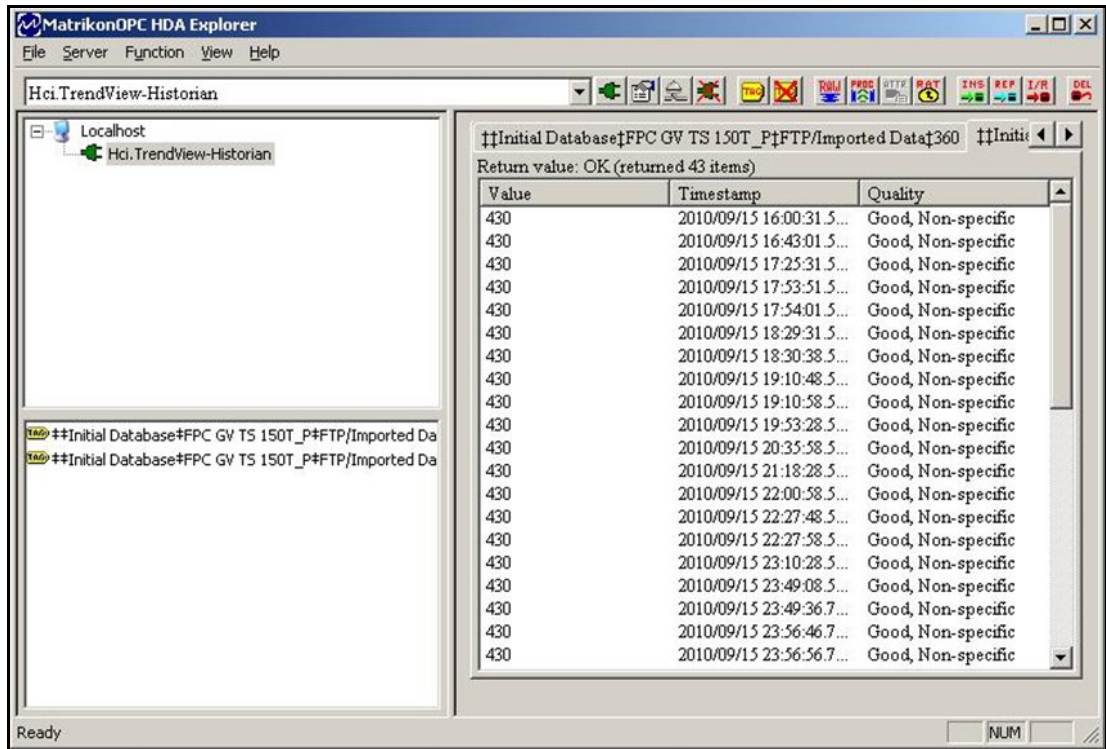 MatrikonOPC HDA Explorer
File Server Function View Help
Hci.TrendView-Historian
TAG RAW PROC ATTR RAT INS REP I/R DEL
Localhost
Hci.TrendView-Historian
‡‡Initial Database‡FPC GV TS 150T_P‡FTP/Imported Data‡360 ‡‡Initi
Return value: OK (returned 43 items)
Value Timestamp Quality
430 2010/09/15 16:00:31.5... Good, Non-specific
430 2010/09/15 16:43:01.5... Good, Non-specific
430 2010/09/15 17:25:31.5... Good, Non-specific
430 2010/09/15 17:53:51.5... Good, Non-specific
430 2010/09/15 17:54:01.5... Good, Non-specific
430 2010/09/15 18:29:31.5... Good, Non-specific
430 2010/09/15 18:30:38.5... Good, Non-specific
430 2010/09/15 19:10:48.5... Good, Non-specific
430 2010/09/15 19:10:58.5... Good, Non-specific
430 2010/09/15 19:53:28.5... Good, Non-specific
430 2010/09/15 20:35:58.5... Good, Non-specific
430 2010/09/15 21:18:28.5... Good, Non-specific
430 2010/09/15 22:00:58.5... Good, Non-specific
430 2010/09/15 22:27:48.5... Good, Non-specific
430 2010/09/15 22:27:58.5... Good, Non-specific
430 2010/09/15 23:10:28.5... Good, Non-specific
430 2010/09/15 23:49:08.5... Good, Non-specific
430 2010/09/15 23:49:36.7... Good, Non-specific
430 2010/09/15 23:56:46.7... Good, Non-specific
430 2010/09/15 23:56:56.7... Good, Non-specific
TAG ‡‡Initial Database‡FPC GV TS 150T_P‡FTP/Imported Da
TAG ‡‡Initial Database‡FPC GV TS 150T_P‡FTP/Imported Da
Ready NUM